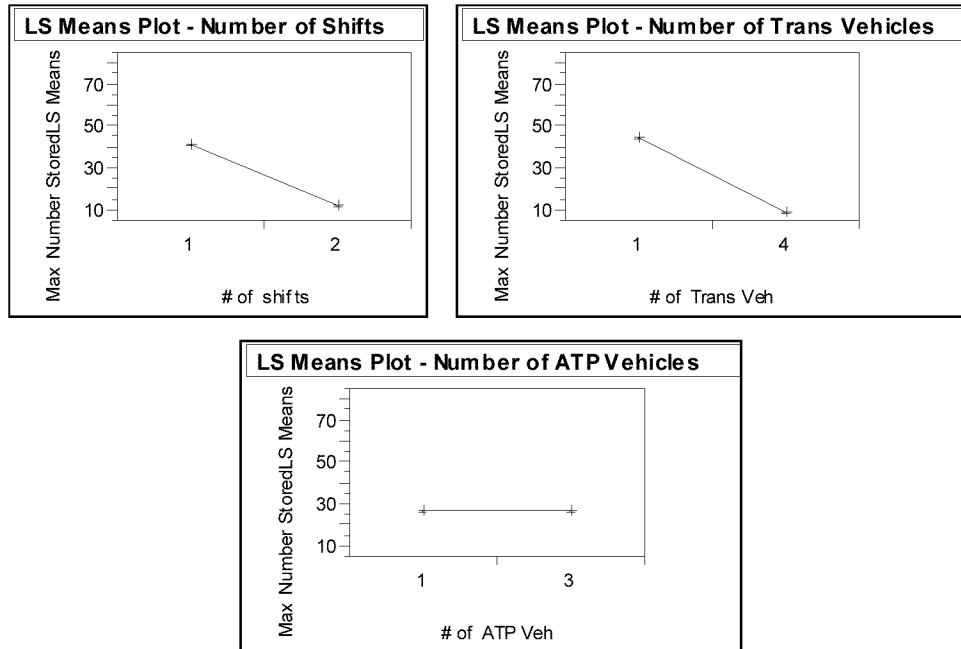 LS Means Plot - Number of Shifts
Max Number StoredLS Means
70
50
30
10
1
2
# of shifts
LS Means Plot - Number of Trans Vehicles
Max Number StoredLS Means
70
50
30
10
1
4
# of Trans Veh
LS Means Plot - Number of ATP Vehicles
Max Number StoredLS Means
70
50
30
10
1
3
# of ATP Veh